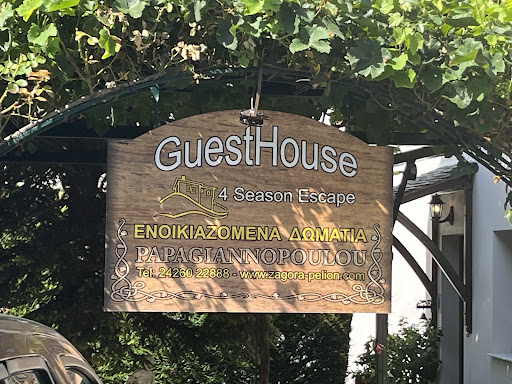 GuestHouse
4 Season Escape
ΕΝΟΙΚΙΑΖΟΜΕΝΑ ΔΩΜΑΤΙΑ
PAPAGIANNOPOULOU
Tel: 24260 22888 - www.zagora-pelion.com